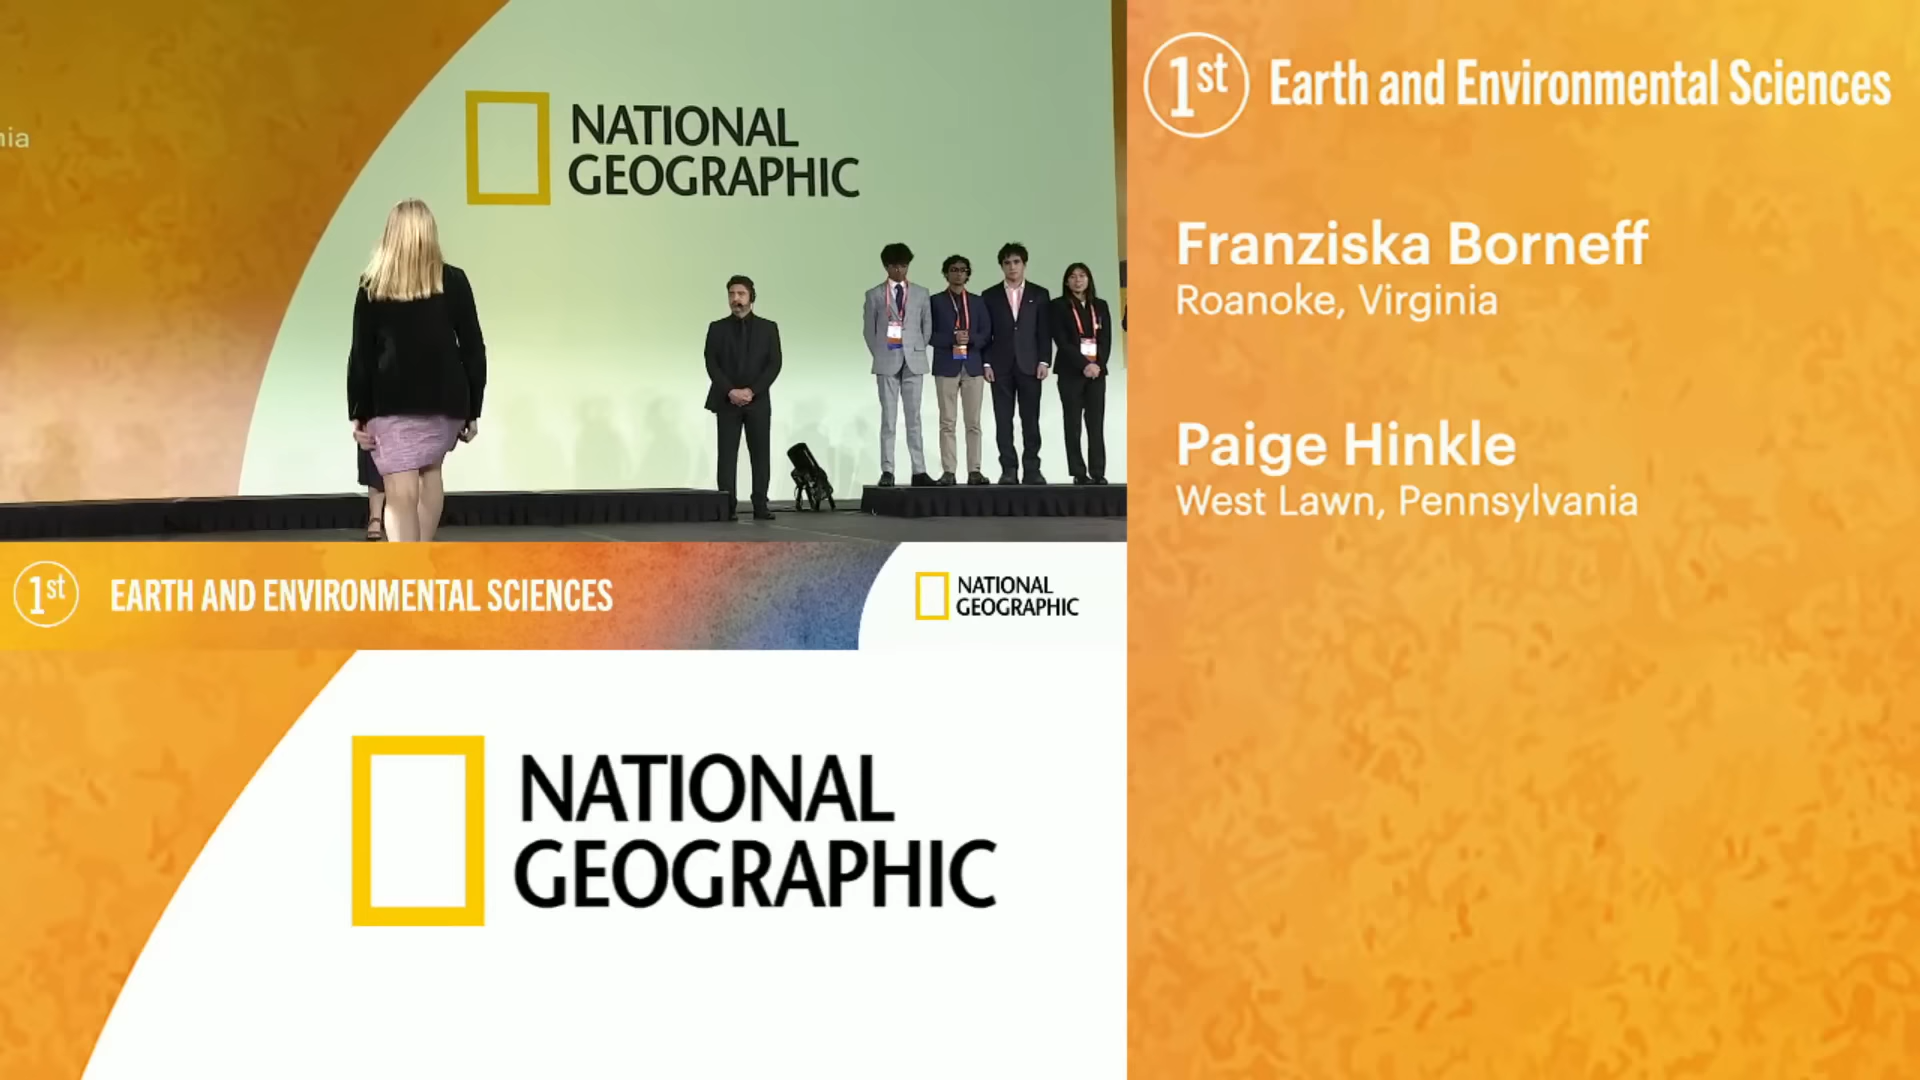 nia
NATIONAL
GEOGRAPHIC
1st EARTH AND ENVIRONMENTAL SCIENCES
NATIONAL
GEOGRAPHIC
NATIONAL
GEOGRAPHIC
1st Earth and Environmental Sciences
Franziska Borneff
Roanoke, Virginia
Paige Hinkle
West Lawn, Pennsylvania